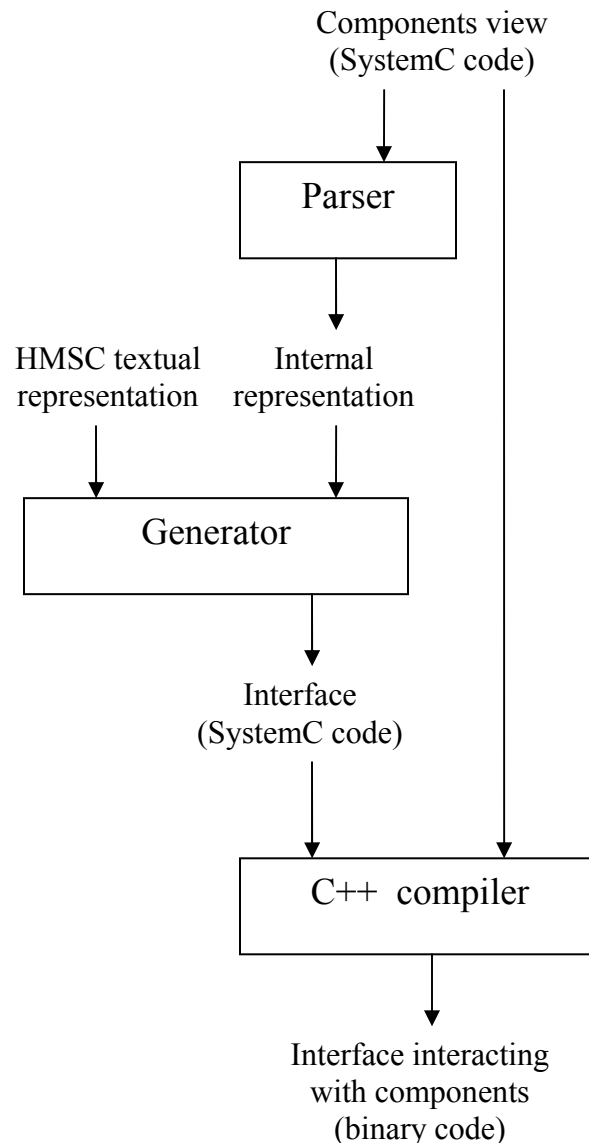 Components view
(SystemC code)
Parser
HMSC textual
representation
Internal
representation
Generator
Interface
(SystemC code)
C++ compiler
Interface interacting
with components
(binary code)